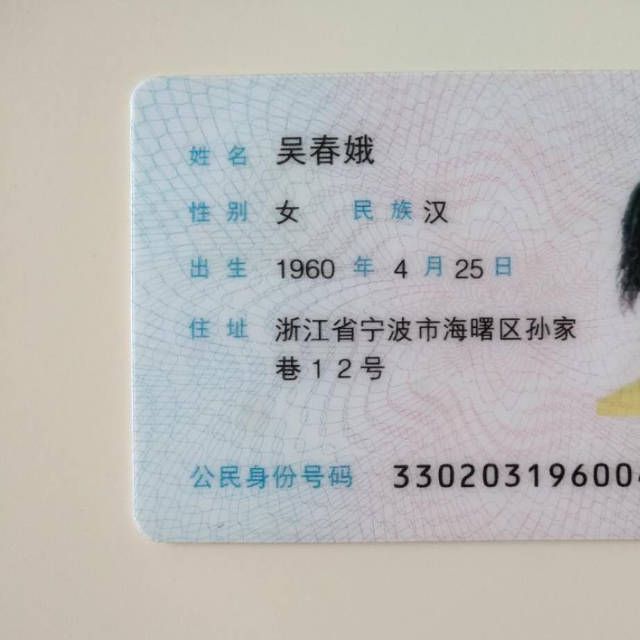 姓名 吴春娥
性别 女 民族 汉
出生 1960 年 4 月 25 日
住址 浙江省宁波市海曙区孙家
巷12号
公民身份号码 33020319600